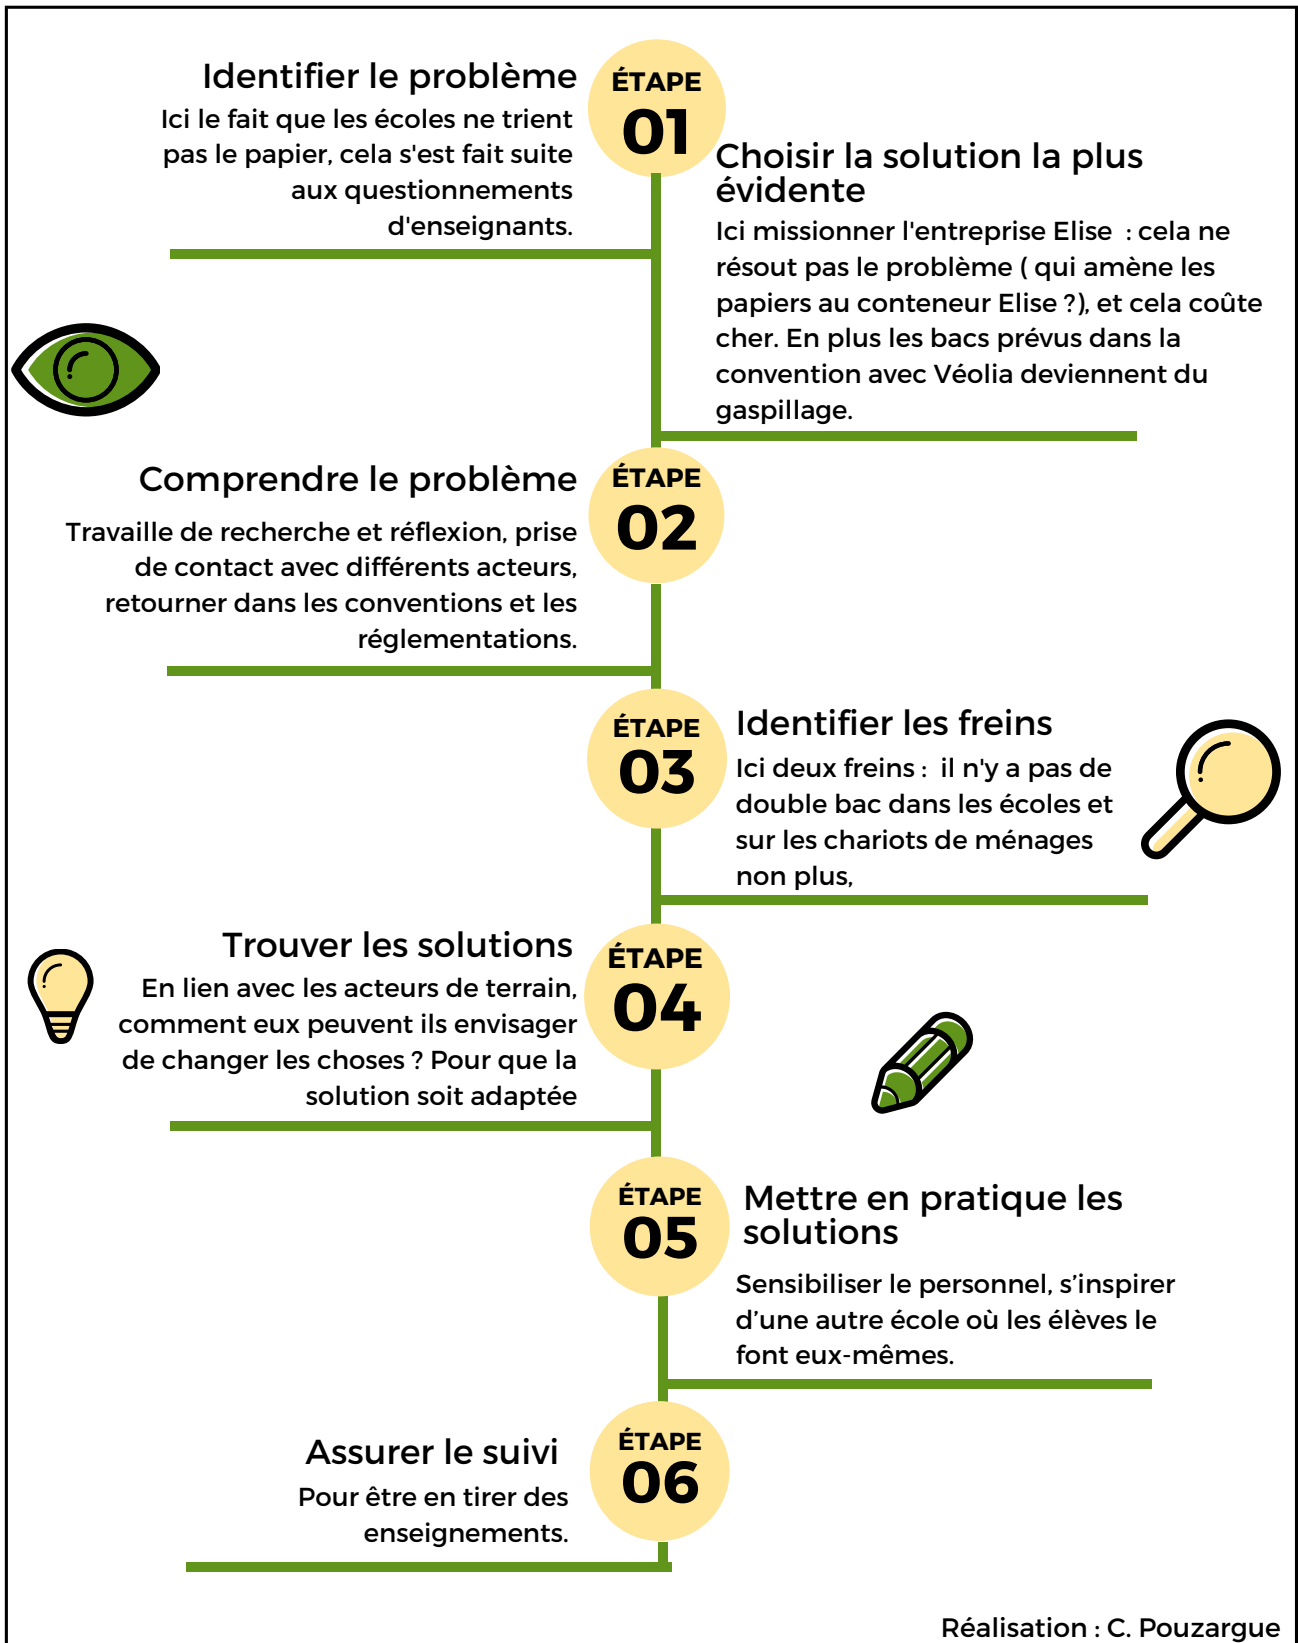 Identifier le problème
Ici le fait que les écoles ne trient
pas le papier, cela s'est fait suite
aux questionnements
d'enseignants.
ÉTAPE
01
Choisir la solution la plus
évidente
Ici missionner l'entreprise Elise : cela ne
résout pas le problème ( qui amène les
papiers au conteneur Elise ?), et cela coûte
cher. En plus les bacs prévus dans la
convention avec Véolia deviennent du
gaspillage.
Comprendre le problème
Travaille de recherche et réflexion, prise
de contact avec différents acteurs,
retourner dans les conventions et les
réglementations.
ÉTAPE
02
ÉTAPE
03
Identifier les freins
Ici deux freins : il n'y a pas de
double bac dans les écoles et
sur les chariots de ménages
non plus,
Trouver les solutions
En lien avec les acteurs de terrain,
comment eux peuvent ils envisager
de changer les choses ? Pour que la
solution soit adaptée
ÉTAPE
04
ÉTAPE
05
Mettre en pratique les
solutions
Sensibiliser le personnel, s’inspirer
d’une autre école où les élèves le
font eux-mêmes.
Assurer le suivi
Pour être en tirer des
enseignements.
ÉTAPE
06
Réalisation : C. Pouzargue